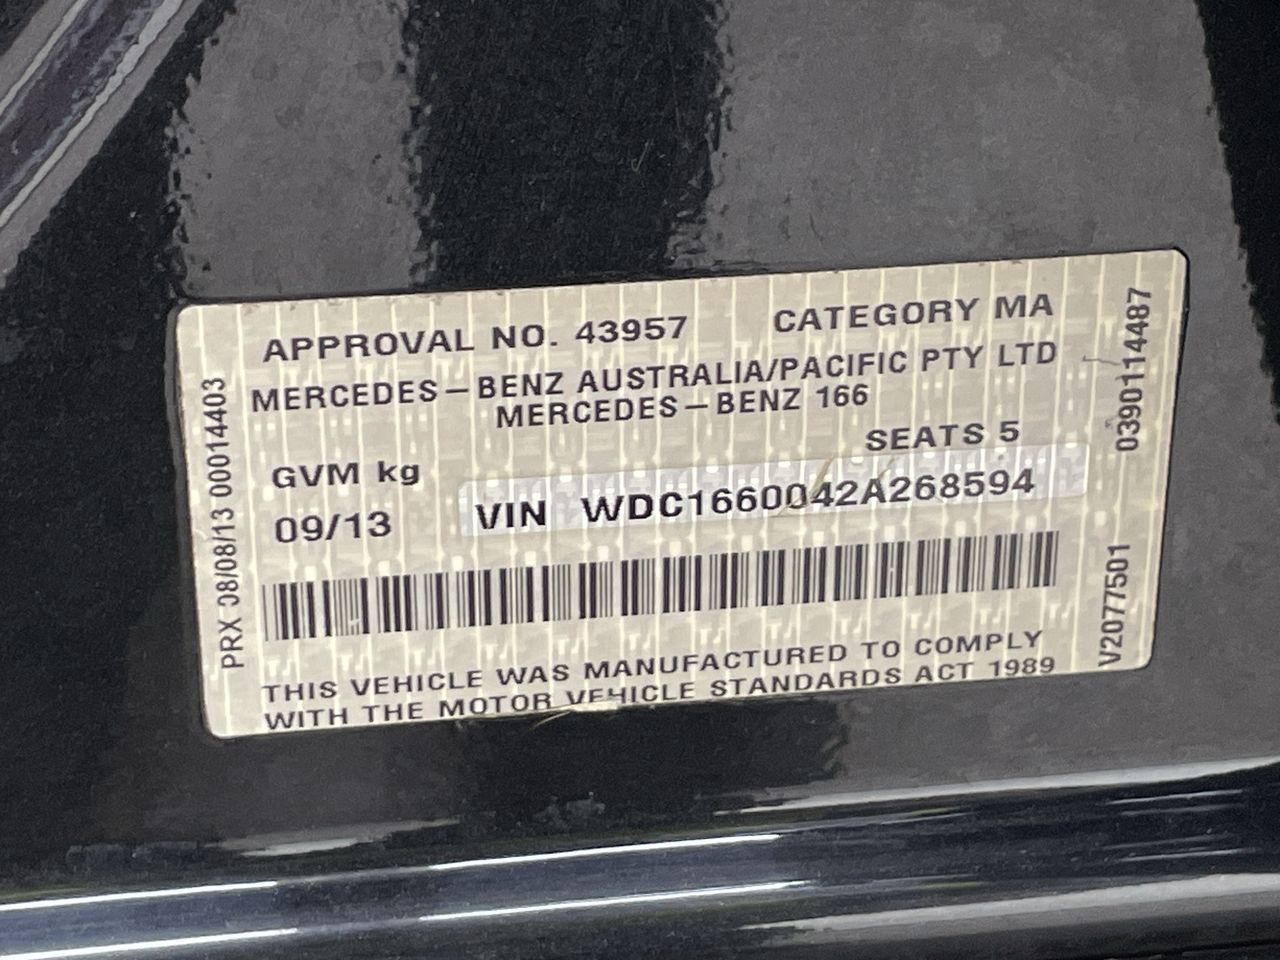 APPROVAL NO. 43957 CATEGORY MA
MERCEDES-BENZ AUSTRALIA/PACIFIC PTY LTD
MERCEDES-BENZ 166
SEATS 5
GVM kg
09/13 VIN WDC1660042A268594
THIS VEHICLE WAS MANUFACTURED TO COMPLY
WITH THE MOTOR VEHICLE STANDARDS ACT 1989
PRX 08/08/13 00014403
0390114487
V2077501